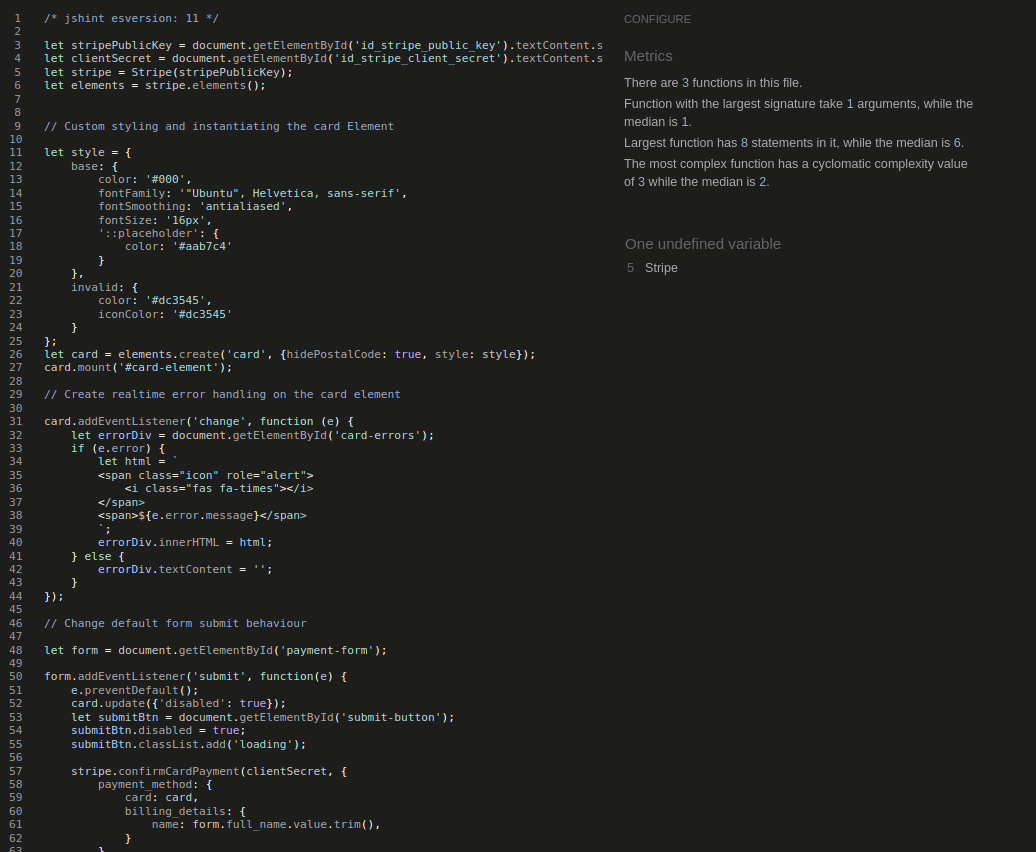 1 /* jshint esversion: 11 */
2
3 let stripePublicKey = document.getElementById('id_stripe_public_key').textContent.s
4 let clientSecret = document.getElementById('id_stripe_client_secret').textContent.s
5 let stripe = Stripe(stripePublicKey);
6 let elements = stripe.elements();
7
8
9 // Custom styling and instantiating the card Element
10
11 let style = {
12     base: {
13         color: '#000',
14         fontFamily: '"Ubuntu", Helvetica, sans-serif',
15         fontSmoothing: 'antialiased',
16         fontSize: '16px',
17         '::placeholder': {
18             color: '#aab7c4'
19         }
20     },
21     invalid: {
22         color: '#dc3545',
23         iconColor: '#dc3545'
24     }
25 };
26 let card = elements.create('card', {hidePostalCode: true, style: style});
27 card.mount('#card-element');
28
29 // Create realtime error handling on the card element
30
31 card.addEventListener('change', function (e) {
32     let errorDiv = document.getElementById('card-errors');
33     if (e.error) {
34         let html = `
35         <span class="icon" role="alert">
36             <i class="fas fa-times"></i>
37         </span>
38         <span>${e.error.message}</span>
39         `;
40         errorDiv.innerHTML = html;
41     } else {
42         errorDiv.textContent = '';
43     }
44 });
45
46 // Change default form submit behaviour
47
48 let form = document.getElementById('payment-form');
49
50 form.addEventListener('submit', function(e) {
51     e.preventDefault();
52     card.update({'disabled': true});
53     let submitBtn = document.getElementById('submit-button');
54     submitBtn.disabled = true;
55     submitBtn.classList.add('loading');
56
57     stripe.confirmCardPayment(clientSecret, {
58         payment_method: {
59             card: card,
60             billing_details: {
61                 name: form.full_name.value.trim(),
62             }
63         }
CONFIGURE
Metrics
There are 3 functions in this file.
Function with the largest signature take 1 arguments, while the
median is 1.
Largest function has 8 statements in it, while the median is 6.
The most complex function has a cyclomatic complexity value
of 3 while the median is 2.
One undefined variable
5 Stripe